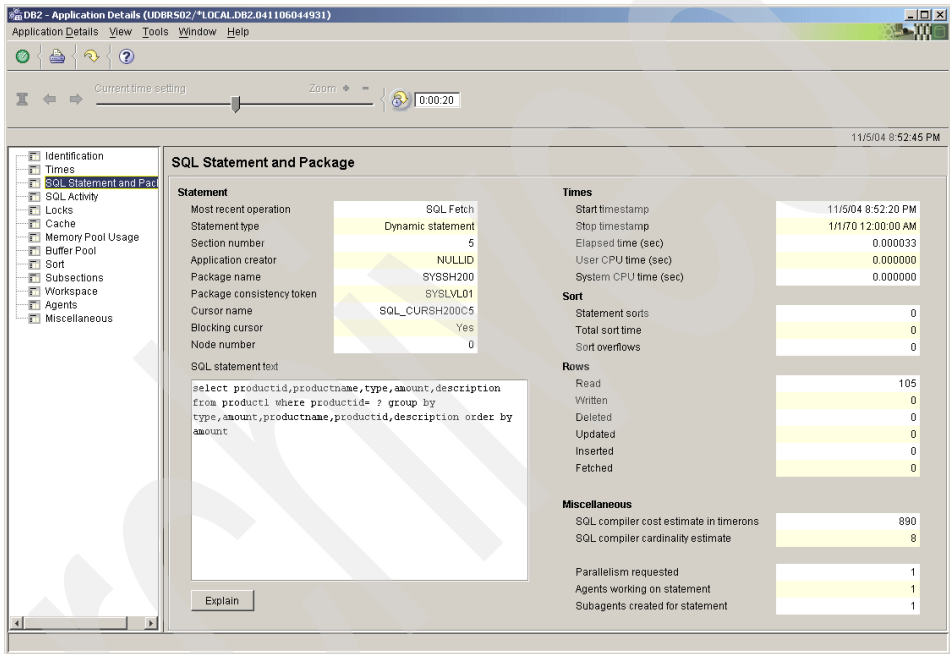 DB2 - Application Details (UDBRS02/*LOCAL.DB2.041106044931)
Application Details View Tools Window Help
Current time setting
Zoom
0:00:20
11/5/04 8:52:45 PM
Identification
Times
SQL Statement and Pac
SQL Activity
Locks
Cache
Memory Pool Usage
Buffer Pool
Sort
Subsections
Workspace
Agents
Miscellaneous
SQL Statement and Package
Statement
Most recent operation SQL Fetch
Statement type Dynamic statement
Section number 5
Application creator NULLID
Package name SYSSH200
Package consistency token SYSLVL01
Cursor name SQL_CURSH200C5
Blocking cursor Yes
Node number 0
SQL statement text
select productid,productname,type,amount,description
from productl where productid= ? group by
type,amount,productname,productid,description order by
amount
Explain
Times
Start timestamp 11/5/04 8:52:20 PM
Stop timestamp 1/1/70 12:00:00 AM
Elapsed time (sec) 0.000033
User CPU time (sec) 0.000000
System CPU time (sec) 0.000000
Sort
Statement sorts 0
Total sort time 0
Sort overflows 0
Rows
Read 105
Written 0
Deleted 0
Updated 0
Inserted 0
Fetched 0
Miscellaneous
SQL compiler cost estimate in timerons 890
SQL compiler cardinality estimate 8
Parallelism requested 1
Agents working on statement 1
Subagents created for statement 1